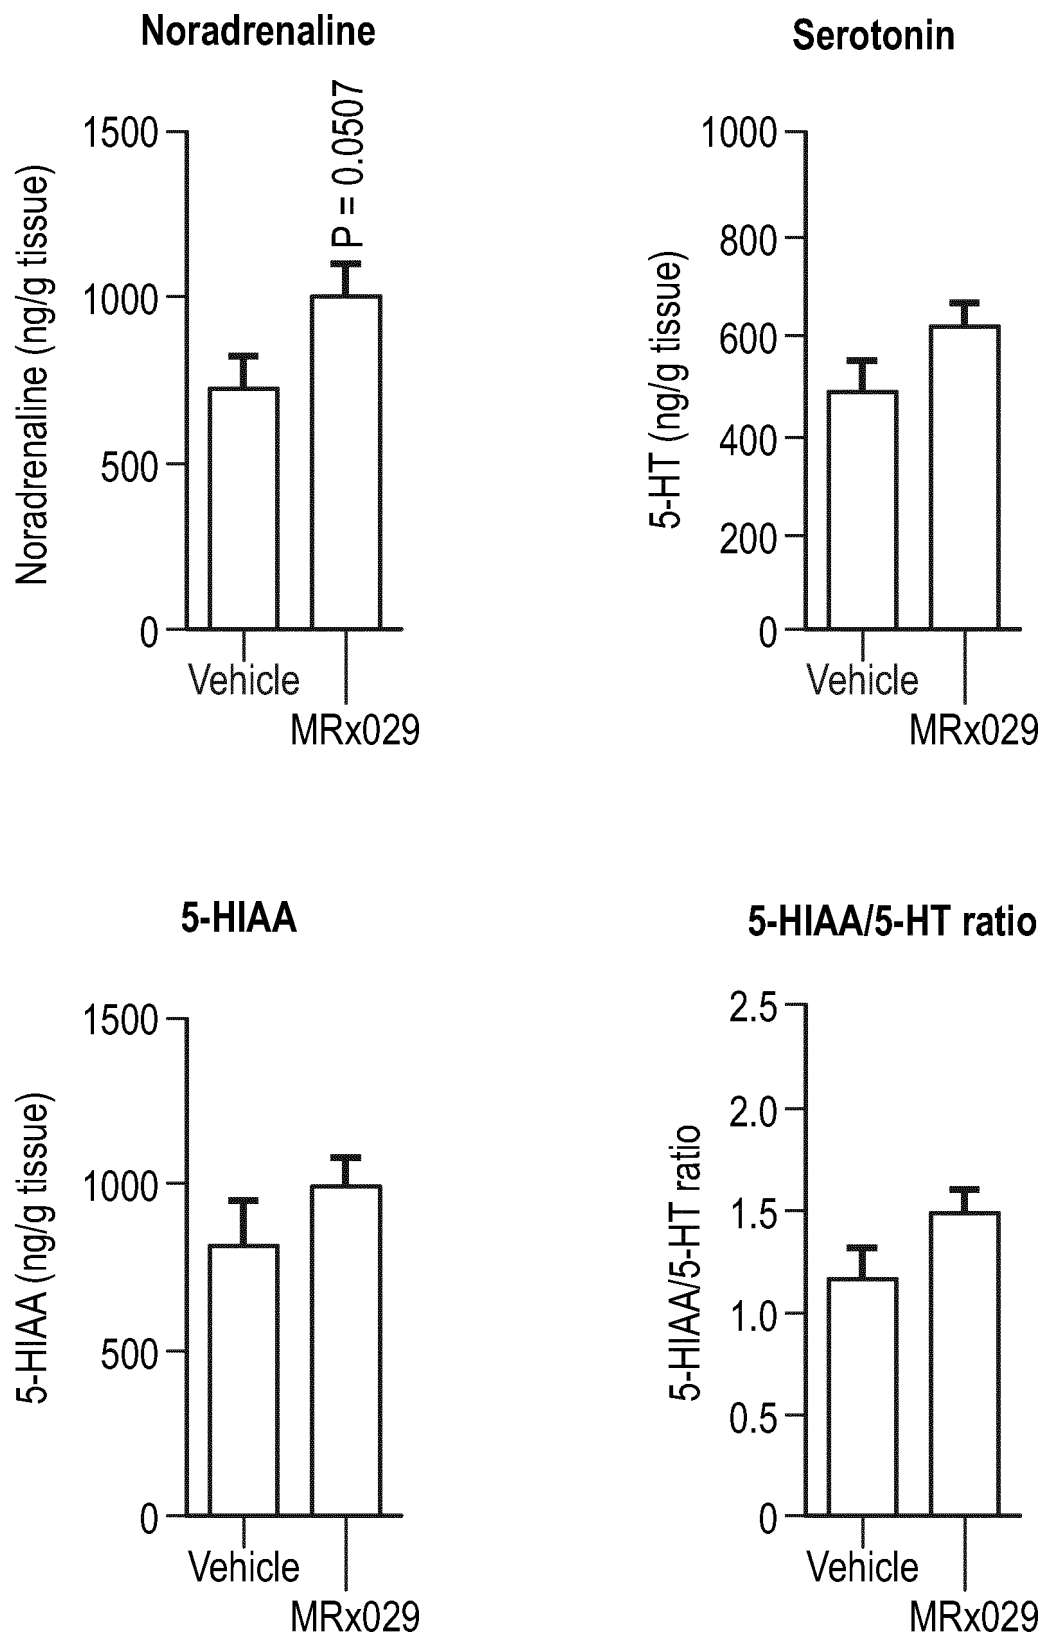 Noradrenaline
Noradrenaline (ng/g tissue)
1500
1000
500
0
P = 0.0507
Vehicle
MRx029
Serotonin
5-HT (ng/g tissue)
1000
800
600
400
200
0
Vehicle
MRx029
5-HIAA
5-HIAA (ng/g tissue)
1500
1000
500
0
Vehicle
MRx029
5-HIAA/5-HT ratio
5-HIAA/5-HT ratio
2.5
2.0
1.5
1.0
0.5
0
Vehicle
MRx029